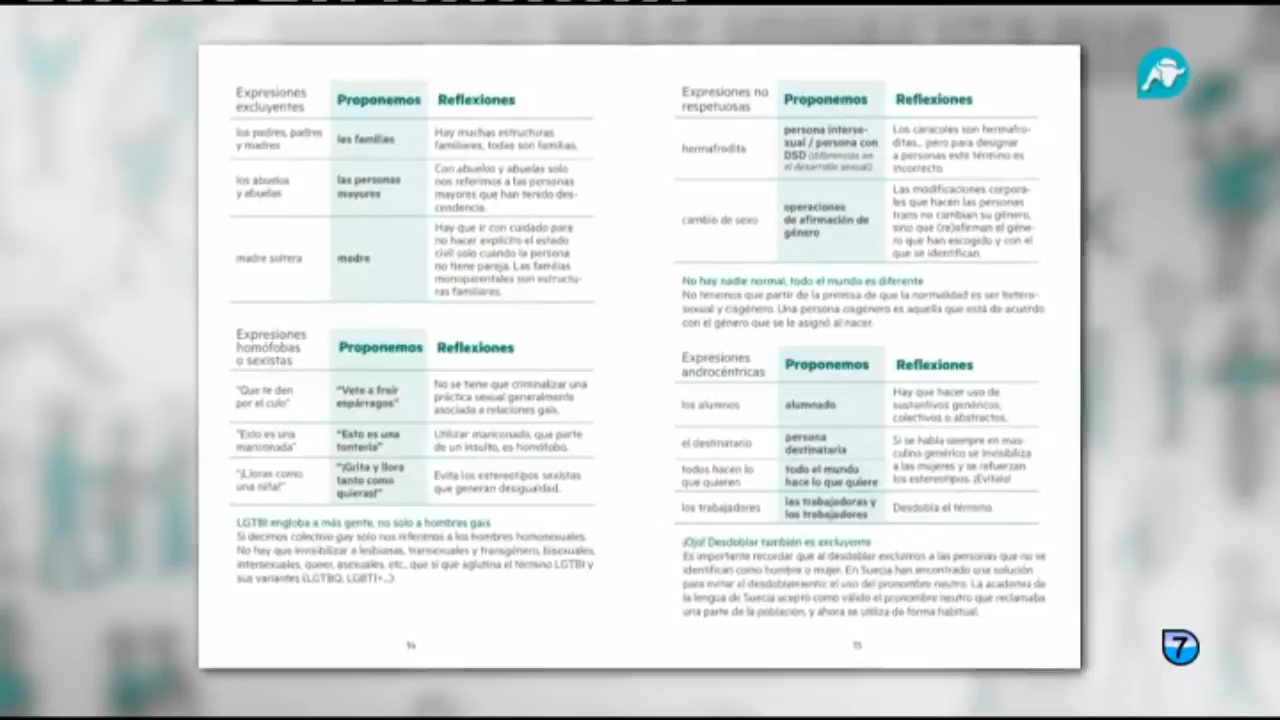 Expresiones
excluyentes
Proponemos
Reflexiones
los padres, padres
y madres
las familias
Hay muchas estructuras
familiares, todas son familias.
los abuelos
y abuelas
las personas
mayores
Con abuelos y abuelas solo
nos referimos a las personas
mayores que han tenido des-
cendencia.
madre soltera
madre
Hay que ir con cuidado para
no hacer explícito el estado
civil solo cuando la persona
no tiene pareja. Las familias
monoparentales son estructu-
ras familiares.
Expresiones
homófobas
o sexistas
Proponemos
Reflexiones
"Que te den
por el culo"
"Vete a freír
espárragos"
No se tiene que criminalizar una
práctica sexual generalmente
asociada a relaciones gais.
"Esto es una
mariconada"
"Esto es una
tontería"
Utilizar mariconada, que parte
de un insulto, es homófobo.
"¡Lloras como
una niña!"
"¡Grita y llora
tanto como
quieras!"
Evita los estereotipos sexistas
que generan desigualdad.
LGTBI engloba a más gente, no solo a hombres gais
Si decimos colectivo gay solo nos referimos a los hombres homosexuales.
No hay que invisibilizar a lesbianas, transexuales y transgénero, bisexuales,
intersexuales, queer, asexuales, etc., que sí que aglutina el término LGTBI y
sus variantes (LGTBQ, LGBTI+...).
14
Expresiones no
respetuosas
Proponemos
Reflexiones
hermafrodita
persona interse-
xual / persona con
DSD (diferencias en
el desarrollo sexual)
Los caracoles son hermafro-
ditas... pero para designar
a personas este término es
incorrecto.
cambio de sexo
operaciones
de afirmación de
género
Las modificaciones corpora-
les que hacen las personas
trans no cambian su género,
sino que (re)afirman el géne-
ro que han escogido y con el
que se identifican.
No hay nadie normal, todo el mundo es diferente
No tenemos que partir de la premisa de que la normalidad es ser hetero-
sexual y cisgénero. Una persona cisgénero es aquella que está de acuerdo
con el género que se le asignó al nacer.
Expresiones
androcéntricas
Proponemos
Reflexiones
los alumnos
alumnado
Hay que hacer uso de
sustantivos genéricos,
colectivos o abstractos.
el destinatario
persona
destinataria
Si se habla siempre en mas-
culino genérico se invisibiliza
a las mujeres y se refuerzan
los estereotipos. ¡Evítalo!
todos hacen lo
que quieren
todo el mundo
hace lo que quiere
los trabajadores
las trabajadoras y
los trabajadores
Desdobla el término.
¡Ojo! Desdoblar también es excluyente
Es importante recordar que al desdoblar excluimos a las personas que no se
identifican como hombre o mujer. En Suecia han encontrado una solución
para evitar el desdoblamiento: el uso del pronombre neutro. La academia de
la lengua de Suecia aceptó como válido el pronombre neutro que reclamaba
una parte de la población, y ahora se utiliza de forma habitual.
15
7